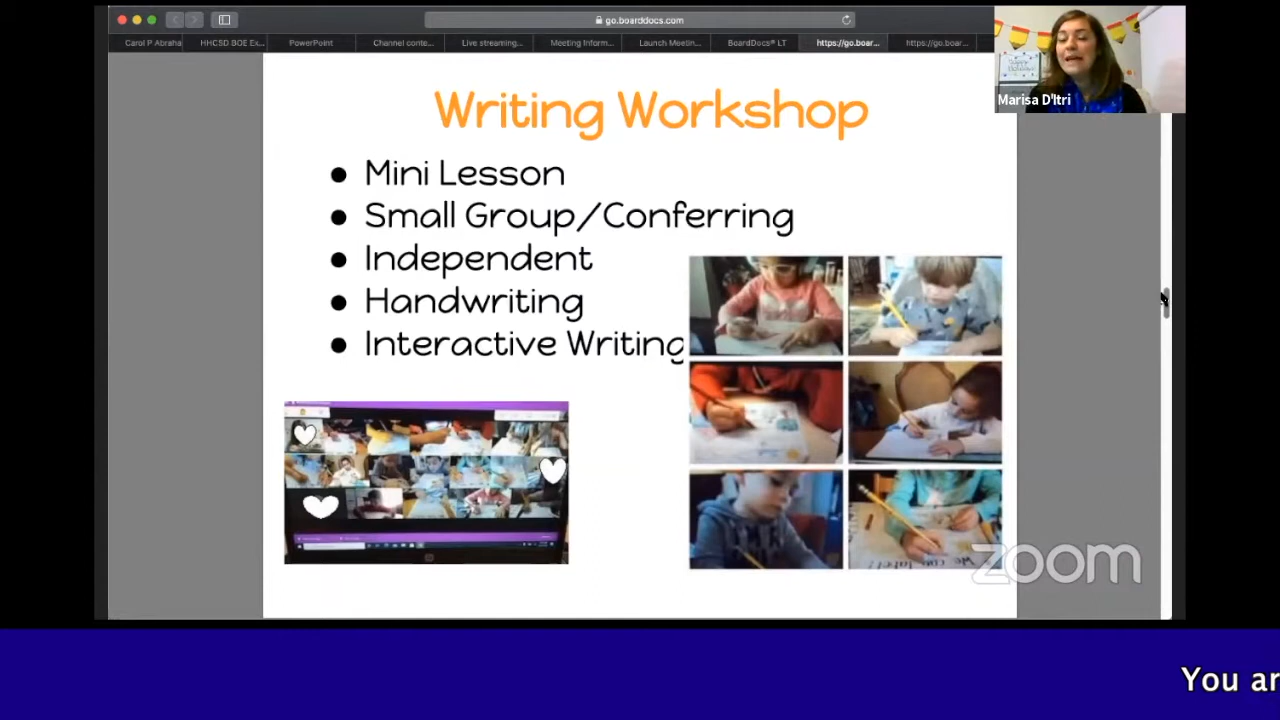 go.boarddocs.com
Carol P Abraha
HHCSD BOE Ex...
PowerPoint
Channel conte...
Live streaming...
Meeting Inform...
Launch Meetin...
BoardDocs® LT
https://go.boar...
https://go.boar...
Marisa D'Itri
Writing Workshop
● Mini Lesson
● Small Group/Conferring
● Independent
● Handwriting
● Interactive Writing
zoom
You ar